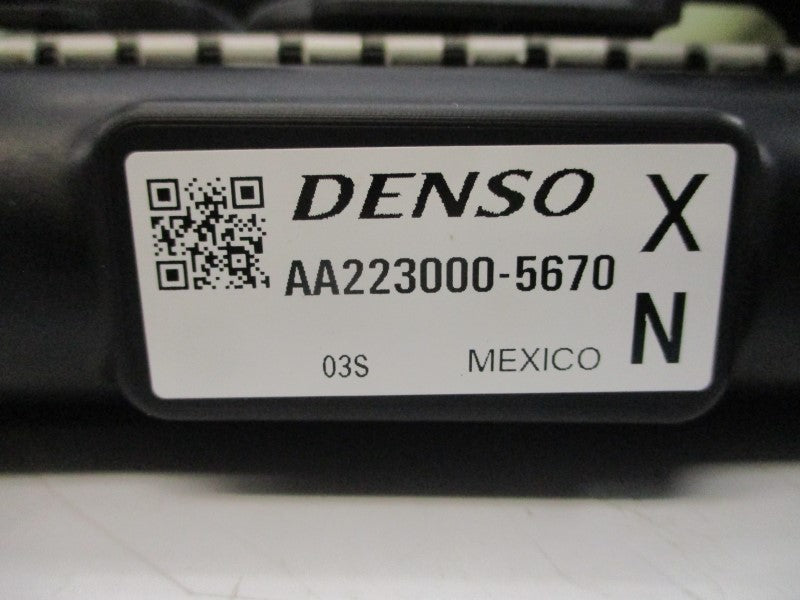 DENSO X
AA223000-5670
N
03S MEXICO